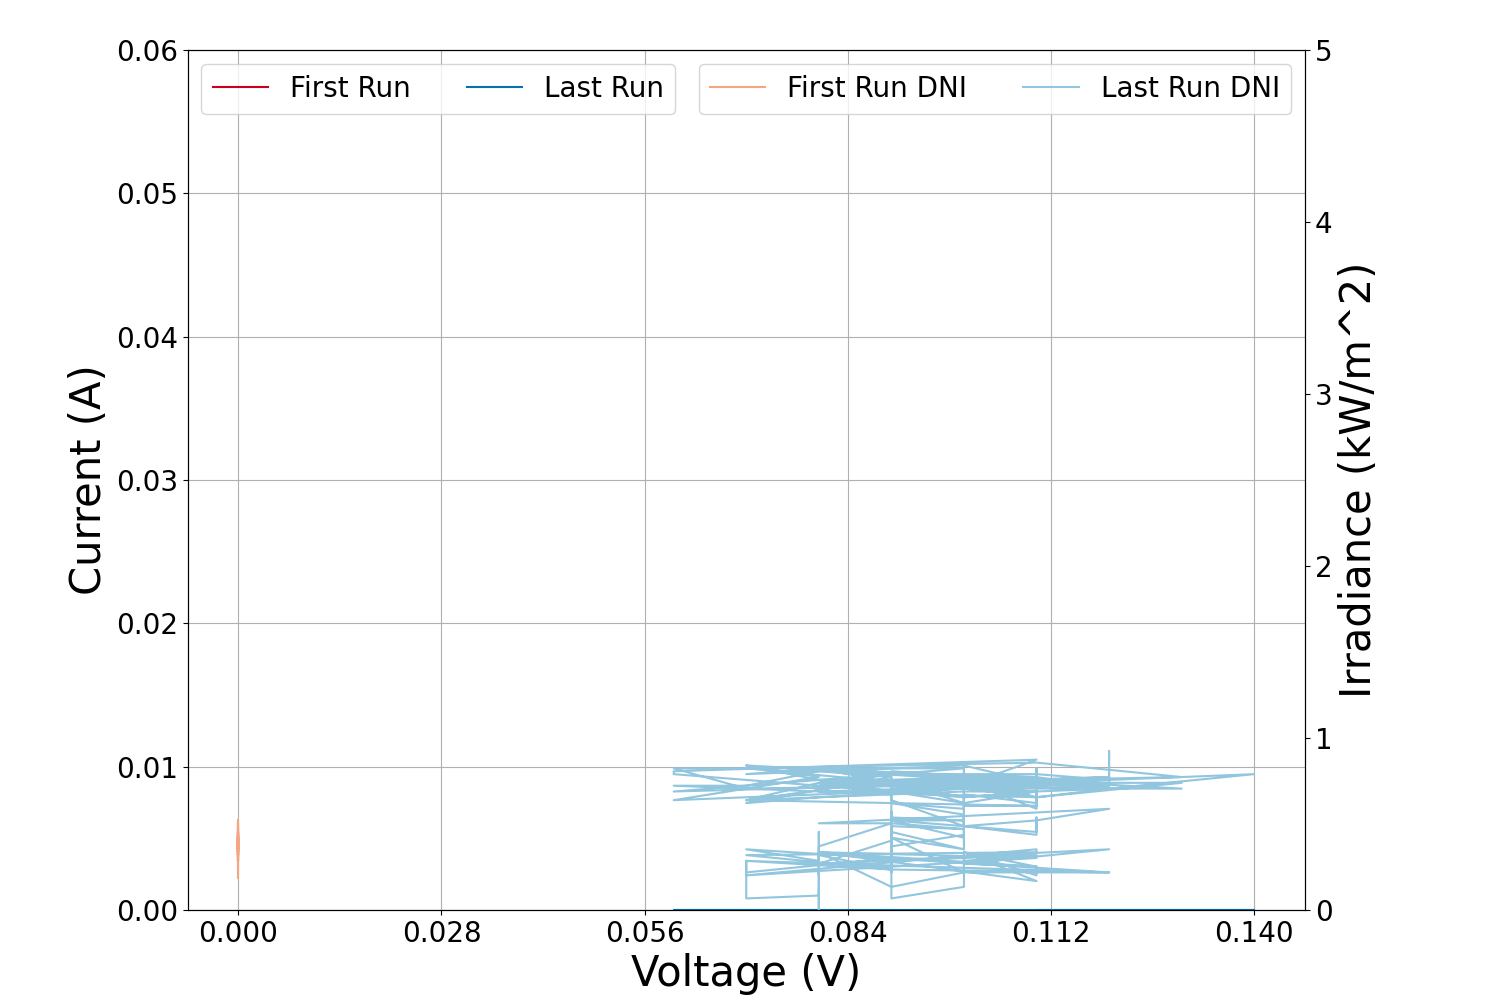 First Run
Last Run
First Run DNI
Last Run DNI
0.06
0.05
0.04
0.03
0.02
0.01
0.00
Current (A)
5
4
3
2
1
0
Irradiance (kW/m^2)
0.000
0.028
0.056
0.084
0.112
0.140
Voltage (V)